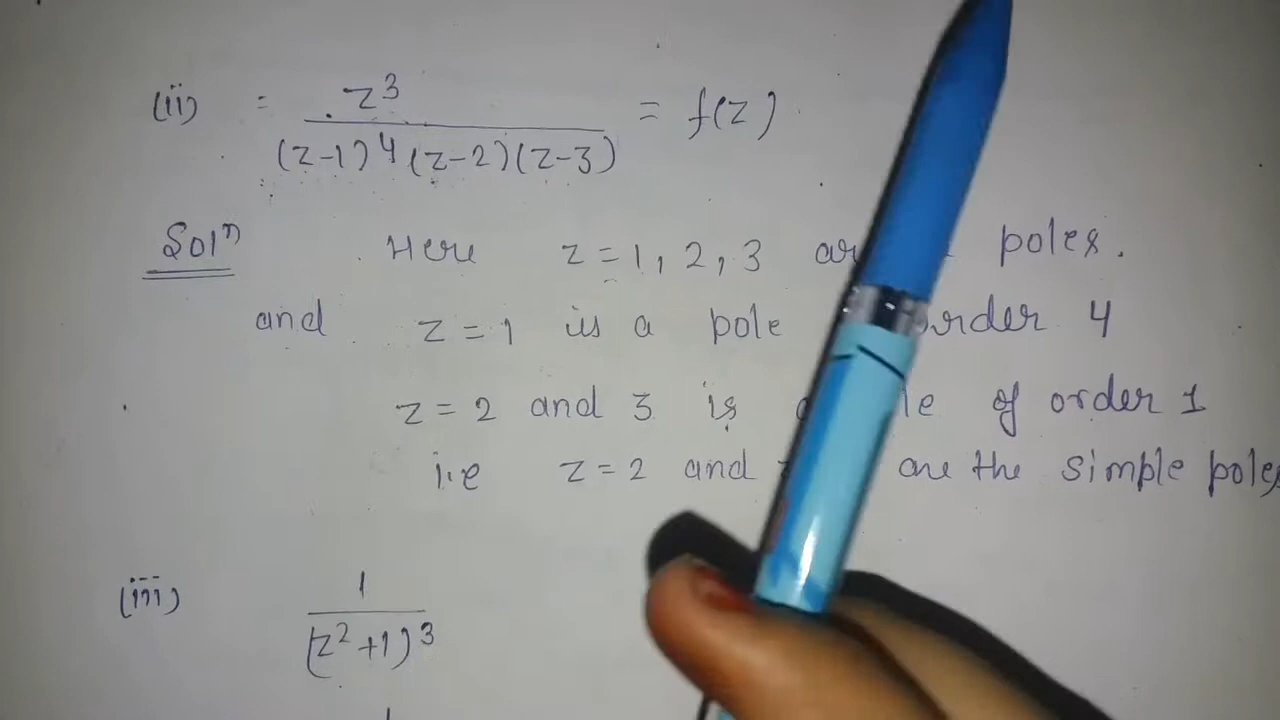 (ii) = z³ / (z-1)⁴ (z-2)(z-3) = f(z)
Solⁿ Here z = 1, 2, 3 poles.
and z = 1 is a pole order 4
z = 2 and 3 is of order 1
i.e z = 2 and are the simple poles
(iii) 1 / (z² +1)³